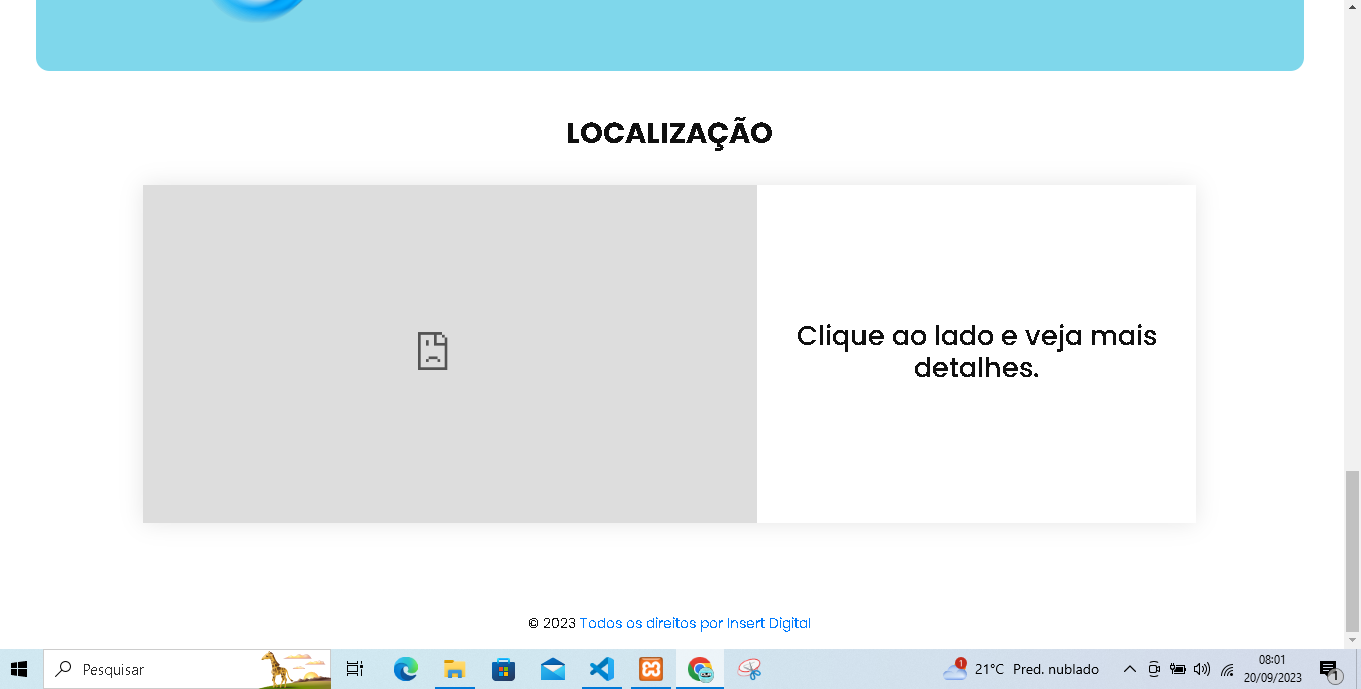 LOCALIZAÇÃO
Clique ao lado e veja mais
detalhes.
© 2023 Todos os direitos por Insert Digital
Pesquisar
1
21°C Pred. nublado
08:01
20/09/2023
1